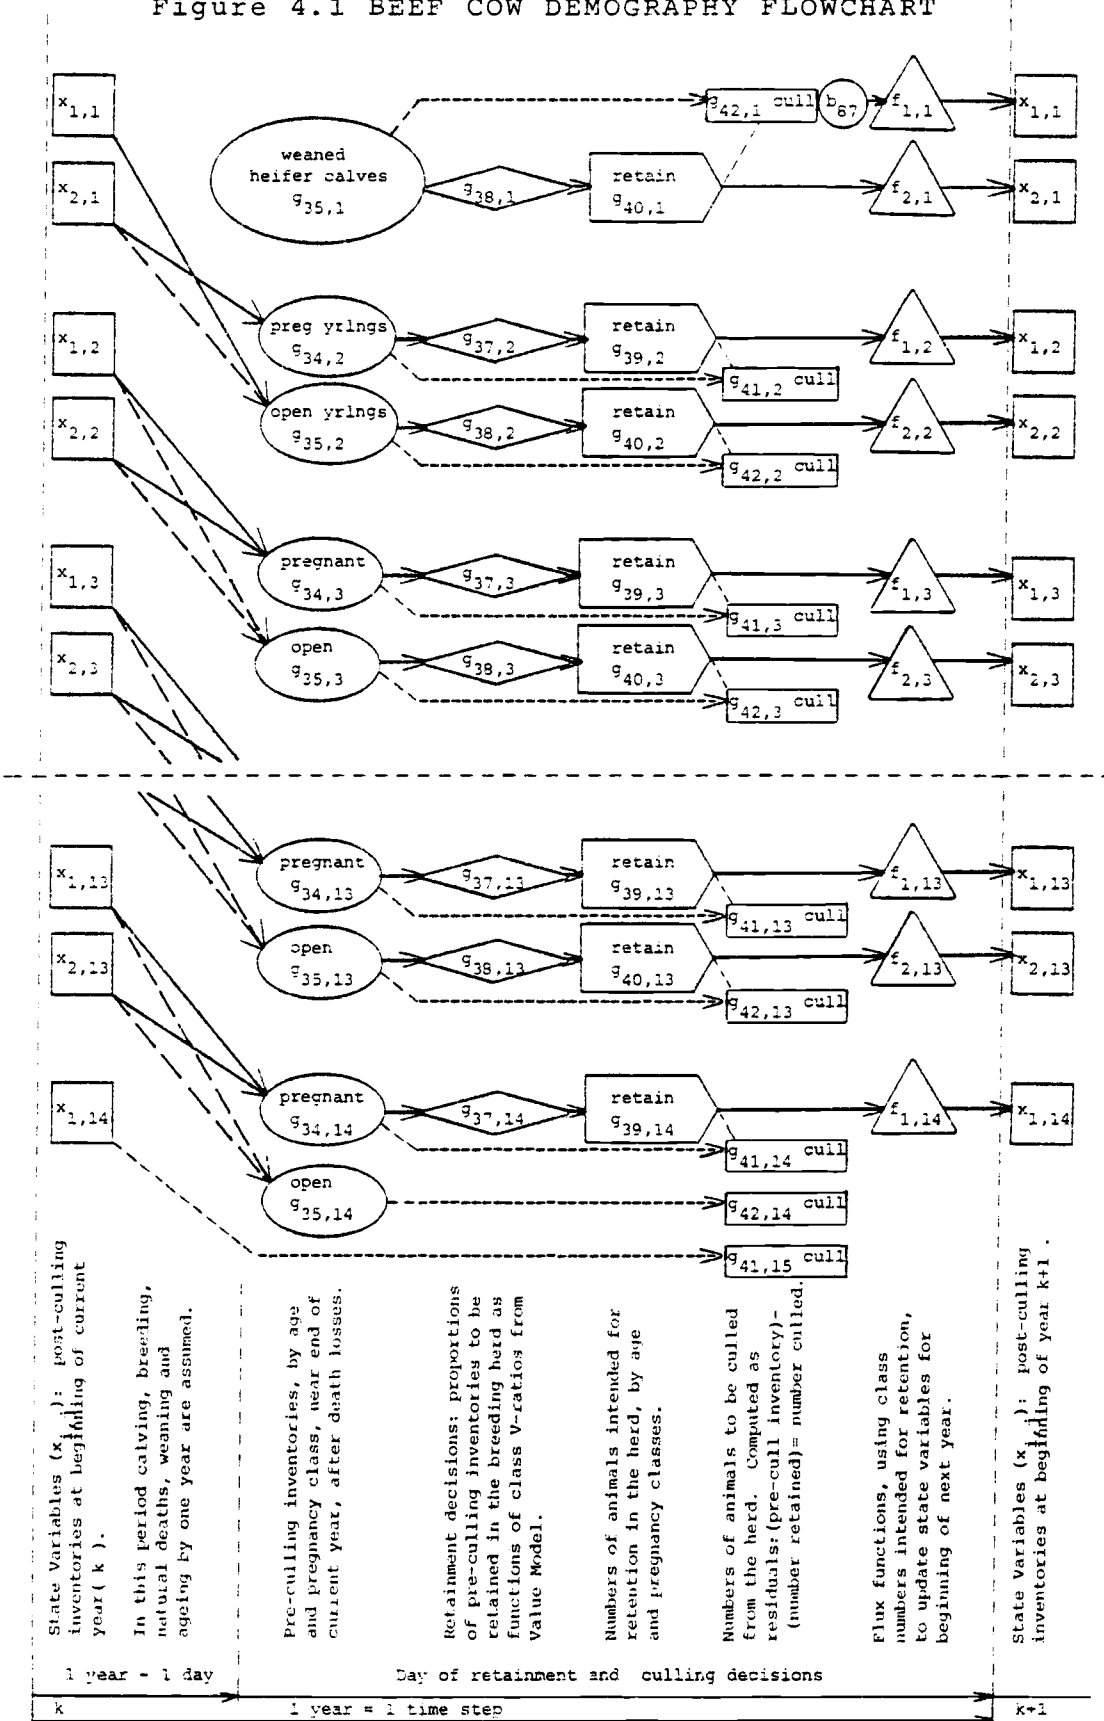 Figure 4.1 BEEF COW DEMOGRAPHY FLOWCHART
x1,1
g42,1 cull
b87
f1,1
x1,1
x2,1
weaned
heifer calves
g35,1
g38,1
retain
g40,1
f2,1
x2,1
x1,2
preg yrlngs
g34,2
g37,2
retain
g39,2
g41,2 cull
f1,2
x1,2
x2,2
open yrlngs
g35,2
g38,2
retain
g40,2
g42,2 cull
f2,2
x2,2
x1,3
pregnant
g34,3
g37,3
retain
g39,3
g41,3 cull
f1,3
x1,3
x2,3
open
g35,3
g38,3
retain
g40,3
g42,3 cull
f2,3
x2,3
x1,13
pregnant
g34,13
g37,13
retain
g39,13
g41,13 cull
f1,13
x1,13
x2,13
open
g35,13
g38,13
retain
g40,13
g42,13 cull
f2,13
x2,13
x1,14
pregnant
g34,14
g37,14
retain
g39,14
g41,14 cull
f1,14
x1,14
open
g35,14
g42,14 cull
g41,15 cull
State Variables (xi,j): post-culling
inventories at beginning of current
year( k ).
In this period calving, breeding,
natural deaths, weaning and
ageing by one year are assumed.
Pre-culling inventories, by age
and pregnancy class, near end of
current year, after death losses.
Retainment decisions: proportions
of pre-culling inventories to be
retained in the breeding herd as
functions of class V-ratios from
Value Model.
Numbers of animals intended for
retention in the herd, by age
and pregnancy classes.
Numbers of animals to be culled
from the herd. Computed as
residuals:(pre-cull inventory)-
(number retained)= number culled.
Flux functions, using class
numbers intended for retention,
to update state variables for
beginning of next year.
State Variables (xi,j): post-culling
inventories at beginning of year k+1 .
1 year - 1 day
Day of retainment and culling decisions
k
1 year = 1 time step
k+1